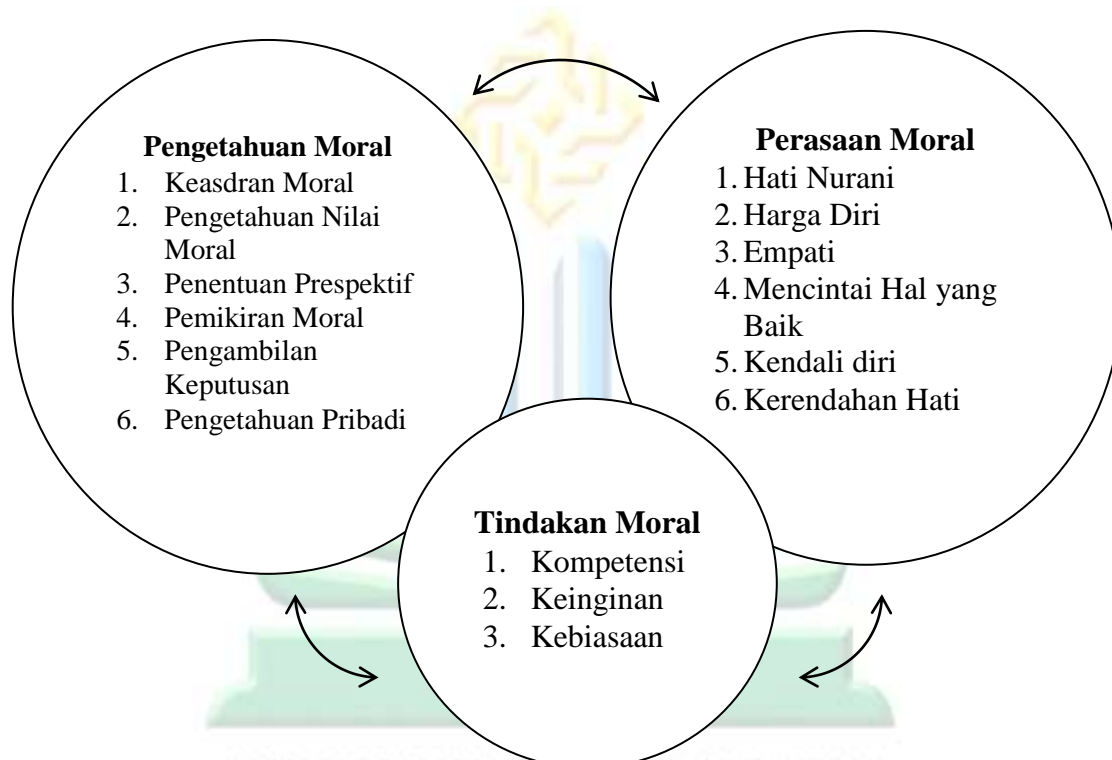 Pengetahuan Moral
1. Keasdran Moral
2. Pengetahuan Nilai
Moral
3. Penentuan Prespektif
4. Pemikiran Moral
5. Pengambilan
Keputusan
6. Pengetahuan Pribadi
Perasaan Moral
1. Hati Nurani
2. Harga Diri
3. Empati
4. Mencintai Hal yang
Baik
5. Kendali diri
6. Kerendahan Hati
Tindakan Moral
1. Kompetensi
2. Keinginan
3. Kebiasaan